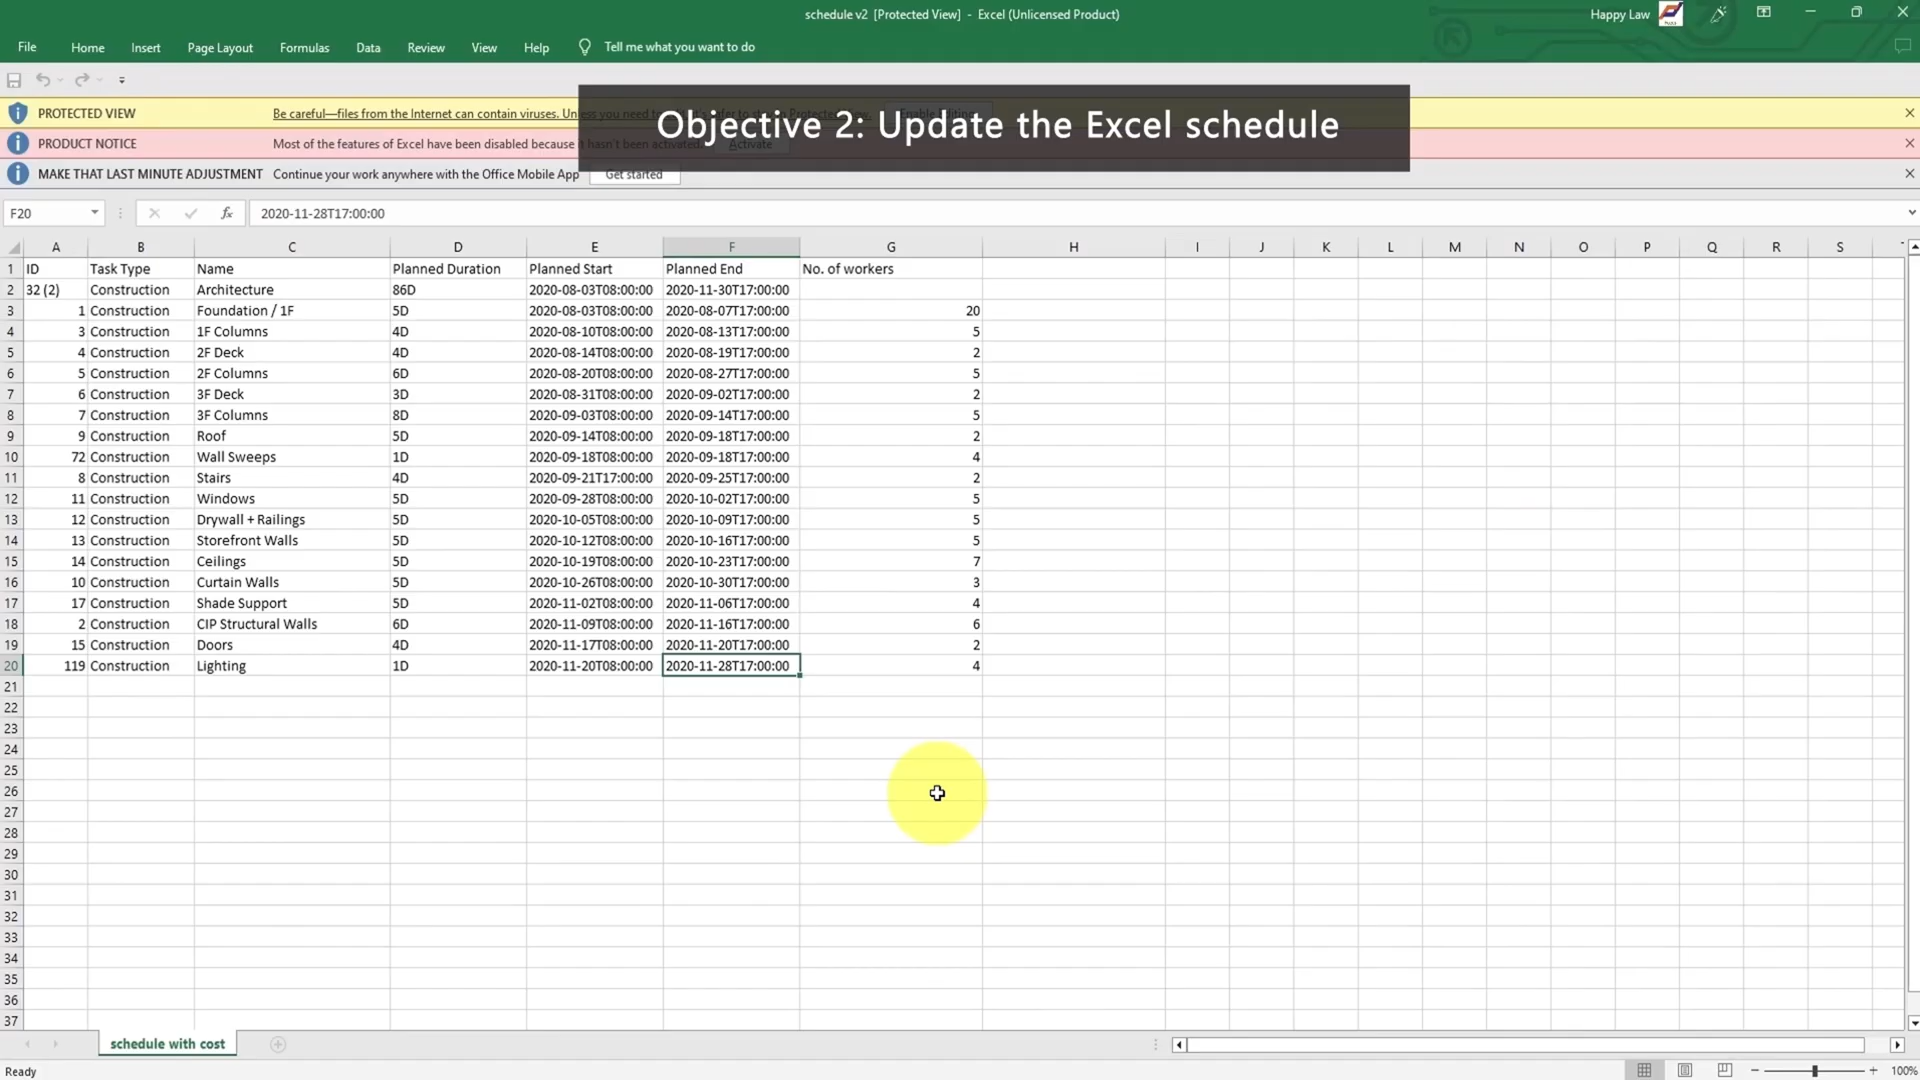 schedule v2 [Protected View] - Excel (Unlicensed Product)
Happy Law
File Home Insert Page Layout Formulas Data Review View Help Tell me what you want to do
Objective 2: Update the Excel schedule
PROTECTED VIEW Be careful—files from the Internet can contain viruses. Enable Editing
PRODUCT NOTICE Most of the features of Excel have been disabled because it hasn't been activated. Activate
MAKE THAT LAST MINUTE ADJUSTMENT Continue your work anywhere with the Office Mobile App Get started
F20 fx 2020-11-28T17:00:00
A B C D E F G H I J K L M N O P Q R S
1 ID Task Type Name Planned Duration Planned Start Planned End No. of workers
2 32 (2) Construction Architecture 86D 2020-08-03T08:00:00 2020-11-30T17:00:00
3 1 Construction Foundation / 1F 5D 2020-08-03T08:00:00 2020-08-07T17:00:00 20
4 3 Construction 1F Columns 4D 2020-08-10T08:00:00 2020-08-13T17:00:00 5
5 4 Construction 2F Deck 4D 2020-08-14T08:00:00 2020-08-19T17:00:00 2
6 5 Construction 2F Columns 6D 2020-08-20T08:00:00 2020-08-27T17:00:00 5
7 6 Construction 3F Deck 3D 2020-08-31T08:00:00 2020-09-02T17:00:00 2
8 7 Construction 3F Columns 8D 2020-09-03T08:00:00 2020-09-14T17:00:00 5
9 9 Construction Roof 5D 2020-09-14T08:00:00 2020-09-18T17:00:00 2
10 72 Construction Wall Sweeps 1D 2020-09-18T08:00:00 2020-09-18T17:00:00 4
11 8 Construction Stairs 4D 2020-09-21T17:00:00 2020-09-25T17:00:00 2
12 11 Construction Windows 5D 2020-09-28T08:00:00 2020-10-02T17:00:00 5
13 12 Construction Drywall + Railings 5D 2020-10-05T08:00:00 2020-10-09T17:00:00 5
14 13 Construction Storefront Walls 5D 2020-10-12T08:00:00 2020-10-16T17:00:00 5
15 14 Construction Ceilings 5D 2020-10-19T08:00:00 2020-10-23T17:00:00 7
16 10 Construction Curtain Walls 5D 2020-10-26T08:00:00 2020-10-30T17:00:00 3
17 17 Construction Shade Support 5D 2020-11-02T08:00:00 2020-11-06T17:00:00 4
18 2 Construction CIP Structural Walls 6D 2020-11-09T08:00:00 2020-11-16T17:00:00 6
19 15 Construction Doors 4D 2020-11-17T08:00:00 2020-11-20T17:00:00 2
20 119 Construction Lighting 1D 2020-11-20T08:00:00 2020-11-28T17:00:00 4
21
22
23
24
25
26
27
28
29
30
31
32
33
34
35
36
37
schedule with cost
Ready
100%